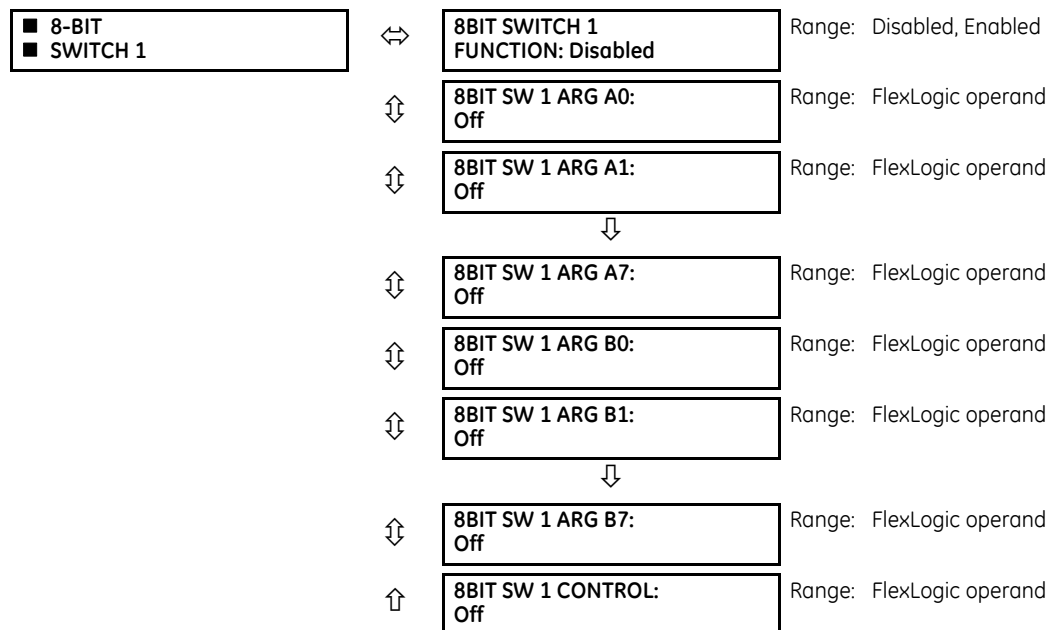 ■ 8-BIT
■ SWITCH 1
8BIT SWITCH 1
FUNCTION: Disabled
Range: Disabled, Enabled
8BIT SW 1 ARG A0:
Off
Range: FlexLogic operand
8BIT SW 1 ARG A1:
Off
Range: FlexLogic operand
8BIT SW 1 ARG A7:
Off
Range: FlexLogic operand
8BIT SW 1 ARG B0:
Off
Range: FlexLogic operand
8BIT SW 1 ARG B1:
Off
Range: FlexLogic operand
8BIT SW 1 ARG B7:
Off
Range: FlexLogic operand
8BIT SW 1 CONTROL:
Off
Range: FlexLogic operand